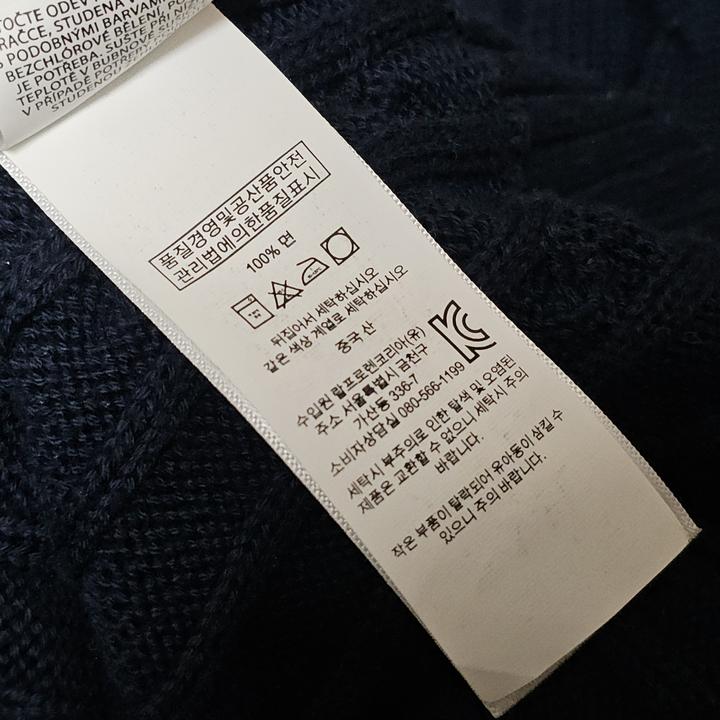 TOČTE ODĚV
PRAČCE, STUDENÁ V
S PODOBNÝMI BARVAMI
BEZCHLÓROVÉ BĚLENÍ, POUZE
JE POTŘEBA, SUŠTE PŘI
TEPLOTĚ V BUBNOVÉ
V PŘÍPADĚ POTŘEBY
STUDENOU
품질경영및공산품안전
관리법에의한품질표시
100% 면
뒤집어서 세탁하십시오
같은 색상 계열로 세탁하십시오
중국 산
수입원 랄프로렌코리아(유)
주소 서울특별시 금천구
가산동 336-7
소비자상담실 080-566-1199
세탁시 부주의로 인한 탈색 및 오염된
제품은 교환할 수 없으니 세탁시 주의
바랍니다.
작은 부품이 탈락되어 유아동이 삼킬 수
있으니 주의 바랍니다.